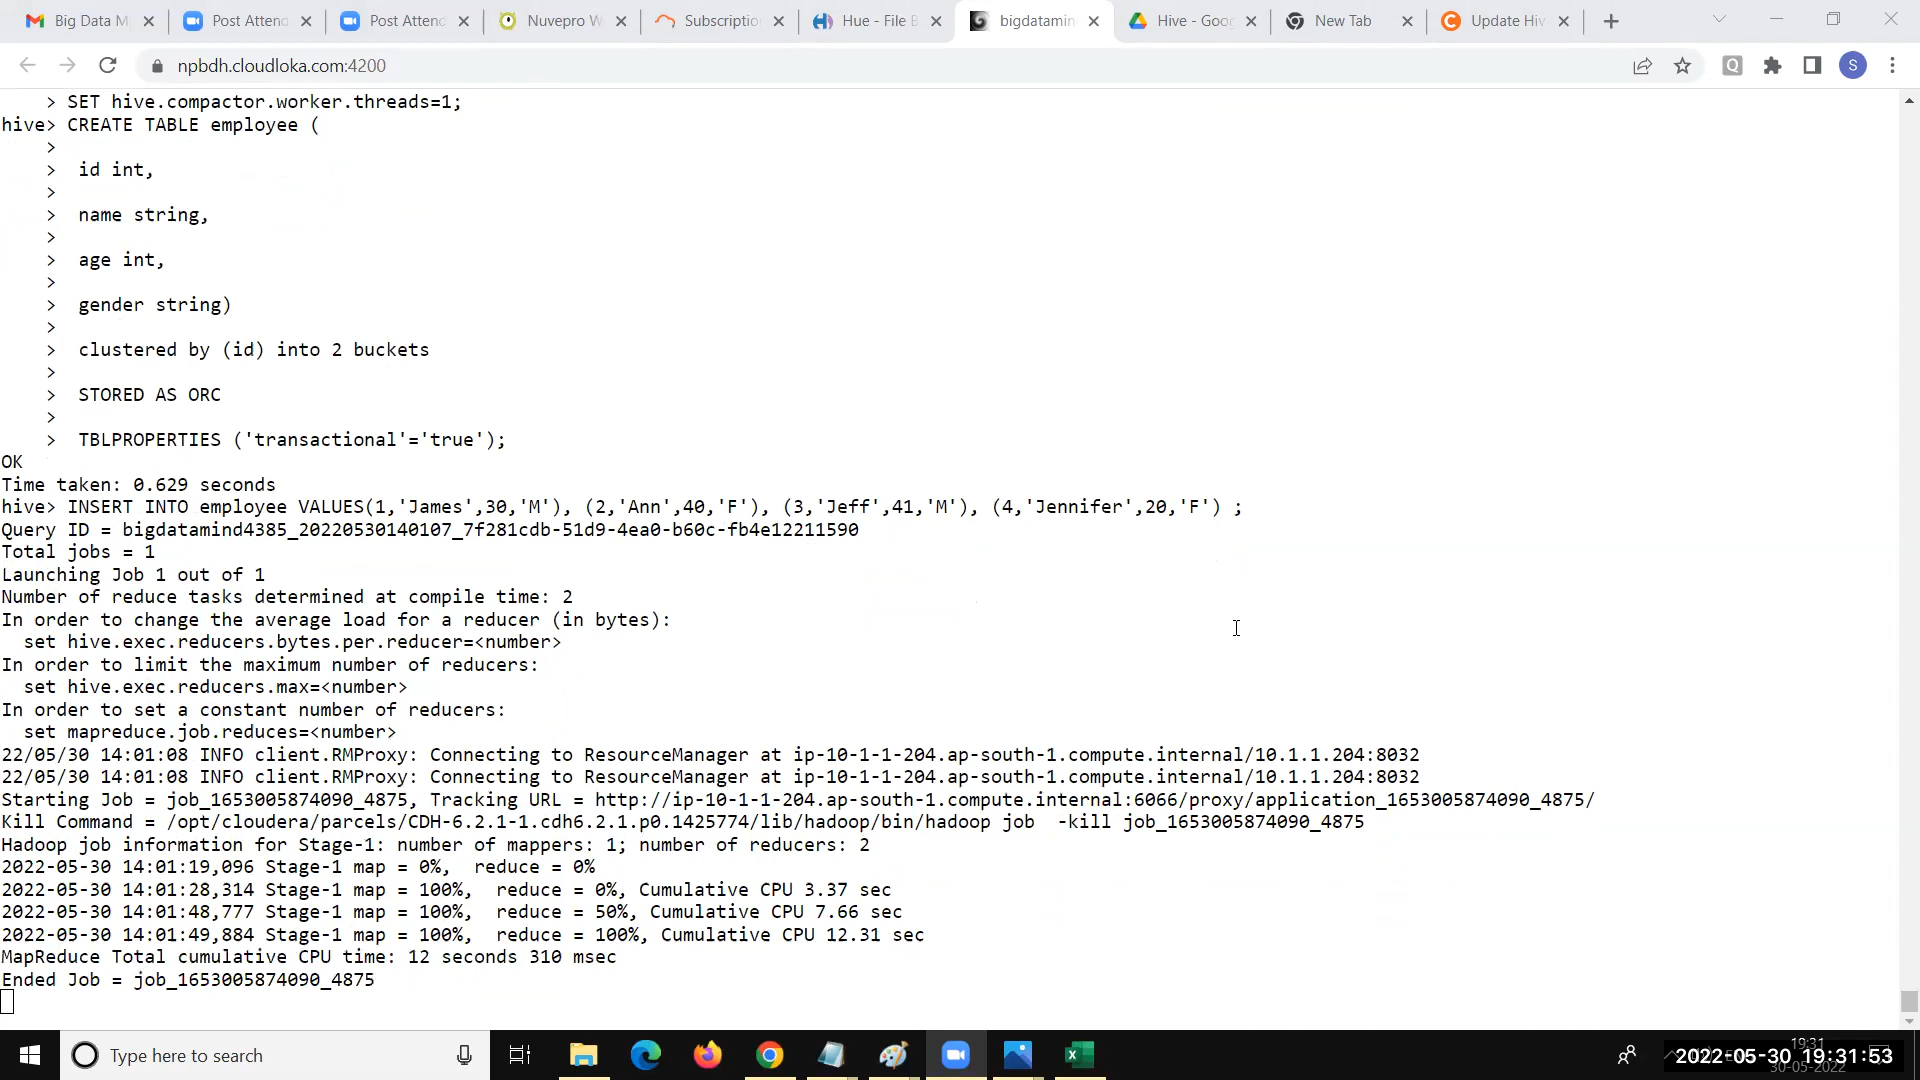 Big Data M
Post Attend
Post Attend
Nuvepro W
Subscriptio
Hue - File B
bigdatamin
Hive - Goog
New Tab
Update Hiv
npbdh.cloudloka.com:4200
S
> SET hive.compactor.worker.threads=1;
hive> CREATE TABLE employee (
>
> id int,
>
> name string,
>
> age int,
>
> gender string)
>
> clustered by (id) into 2 buckets
>
> STORED AS ORC
>
> TBLPROPERTIES ('transactional'='true');
OK
Time taken: 0.629 seconds
hive> INSERT INTO employee VALUES(1,'James',30,'M'), (2,'Ann',40,'F'), (3,'Jeff',41,'M'), (4,'Jennifer',20,'F') ;
Query ID = bigdatamind4385_20220530140107_7f281cdb-51d9-4ea0-b60c-fb4e12211590
Total jobs = 1
Launching Job 1 out of 1
Number of reduce tasks determined at compile time: 2
In order to change the average load for a reducer (in bytes):
set hive.exec.reducers.bytes.per.reducer=<number>
In order to limit the maximum number of reducers:
set hive.exec.reducers.max=<number>
In order to set a constant number of reducers:
set mapreduce.job.reduces=<number>
22/05/30 14:01:08 INFO client.RMProxy: Connecting to ResourceManager at ip-10-1-1-204.ap-south-1.compute.internal/10.1.1.204:8032
22/05/30 14:01:08 INFO client.RMProxy: Connecting to ResourceManager at ip-10-1-1-204.ap-south-1.compute.internal/10.1.1.204:8032
Starting Job = job_1653005874090_4875, Tracking URL = http://ip-10-1-1-204.ap-south-1.compute.internal:6066/proxy/application_1653005874090_4875/
Kill Command = /opt/cloudera/parcels/CDH-6.2.1-1.cdh6.2.1.p0.1425774/lib/hadoop/bin/hadoop job  -kill job_1653005874090_4875
Hadoop job information for Stage-1: number of mappers: 1; number of reducers: 2
2022-05-30 14:01:19,096 Stage-1 map = 0%,  reduce = 0%
2022-05-30 14:01:28,314 Stage-1 map = 100%,  reduce = 0%, Cumulative CPU 3.37 sec
2022-05-30 14:01:48,777 Stage-1 map = 100%,  reduce = 50%, Cumulative CPU 7.66 sec
2022-05-30 14:01:49,884 Stage-1 map = 100%,  reduce = 100%, Cumulative CPU 12.31 sec
MapReduce Total cumulative CPU time: 12 seconds 310 msec
Ended Job = job_1653005874090_4875
Type here to search
19:31
2022-05-30 19:31:53
30-05-2022